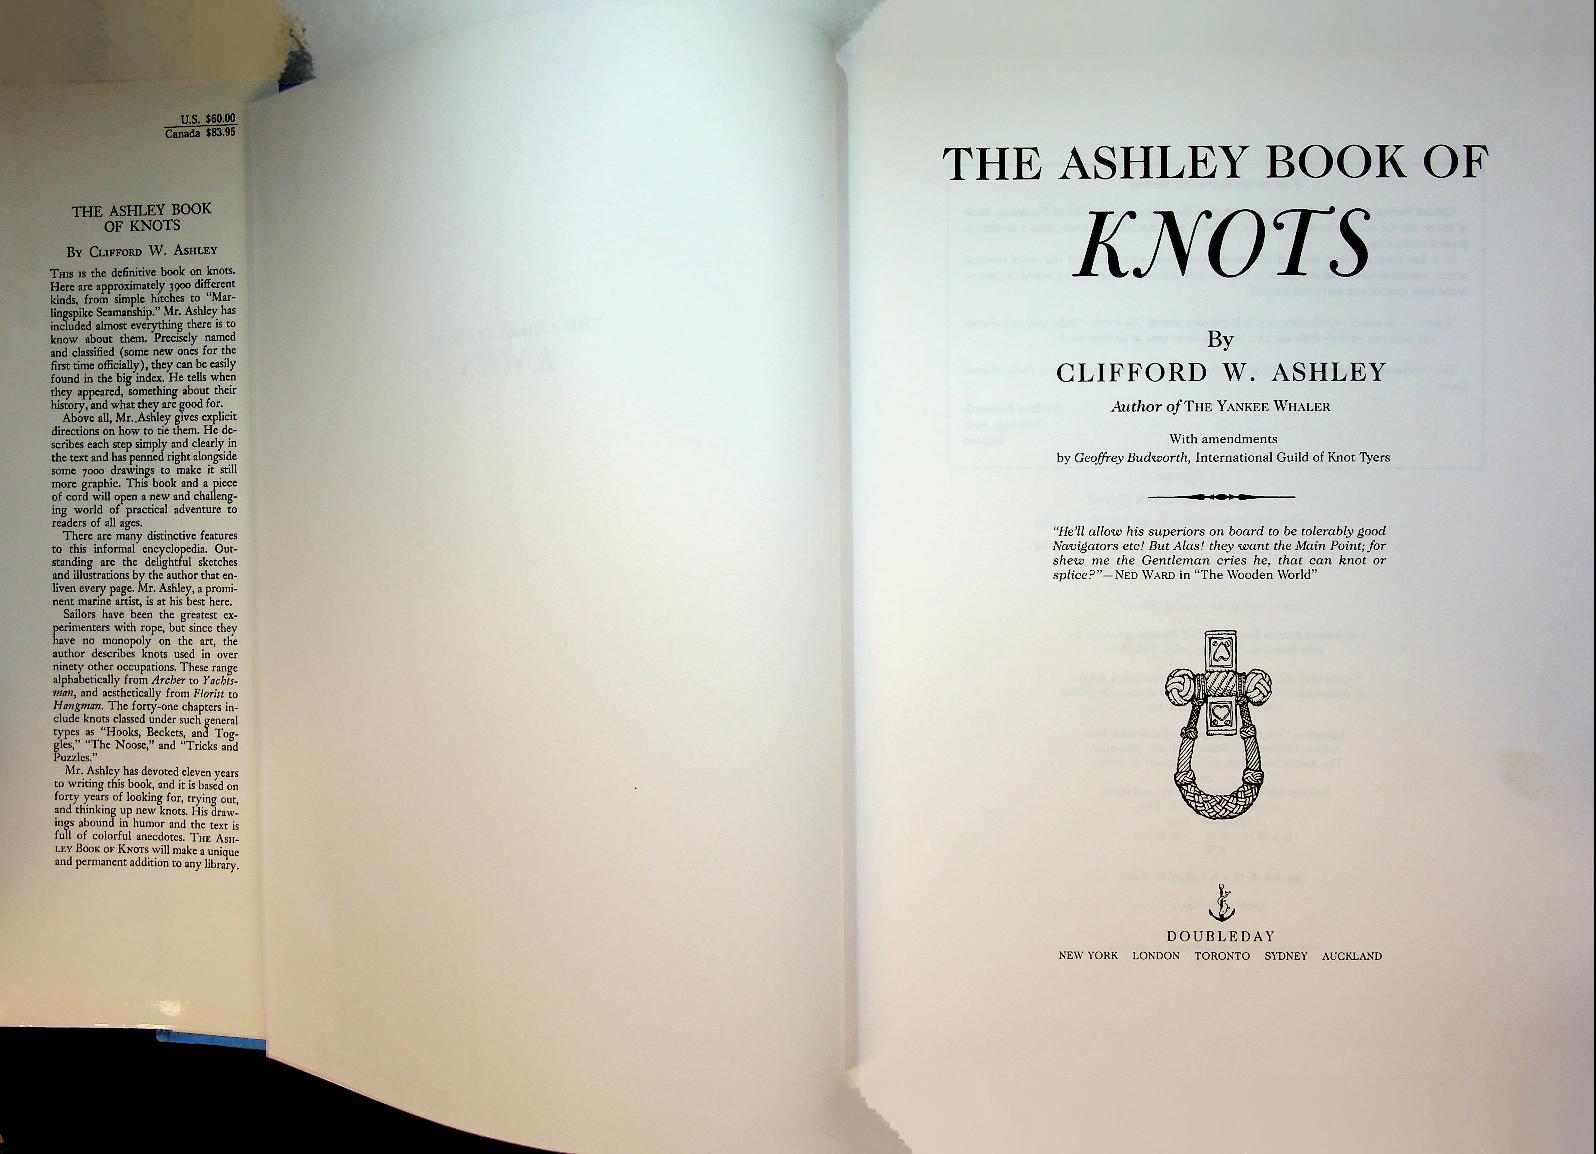 U.S. $60.00
Canada $83.95
THE ASHLEY BOOK
OF KNOTS
By Clifford W. Ashley
This is the definitive book on knots.
Here are approximately 3900 different
kinds, from simple hitches to “Mar-
lingspike Seamanship.” Mr. Ashley has
included almost everything there is to
know about them. Precisely named
and classified (some new ones for the
first time officially), they can be easily
found in the big index. He tells when
they appeared, something about their
history, and what they are good for.
Above all, Mr. Ashley gives explicit
directions on how to tie them. He de-
scribes each step simply and clearly in
the text and has penned right alongside
some 7000 drawings to make it still
more graphic. This book and a piece
of cord will open a new and challeng-
ing world of practical adventure to
readers of all ages.
There are many distinctive features
to this informal encyclopedia. Out-
standing are the delightful sketches
and illustrations by the author that en-
liven every page. Mr. Ashley, a promi-
nent marine artist, is at his best here.
Sailors have been the greatest ex-
perimenters with rope, but since they
have no monopoly on the art, the
author describes knots used in over
ninety other occupations. These range
alphabetically from Archer to Yachts-
man, and aesthetically from Florist to
Hangman. The forty-one chapters in-
clude knots classed under such general
types as “Hooks, Beckets, and Tog-
gles,” “The Noose,” and “Tricks and
Puzzles.”
Mr. Ashley has devoted eleven years
to writing this book, and it is based on
forty years of looking for, trying out,
and thinking up new knots. His draw-
ings abound in humor and the text is
full of colorful anecdotes. The Ash-
ley Book of Knots will make a unique
and permanent addition to any library.
THE ASHLEY BOOK OF
KNOTS
By
CLIFFORD W. ASHLEY
Author of The Yankee Whaler
With amendments
by Geoffrey Budworth, International Guild of Knot Tyers
“He'll allow his superiors on board to be tolerably good
Navigators etc! But Alas! they want the Main Point; for
shew me the Gentleman cries he, that can knot or
splice?”—Ned Ward in “The Wooden World”
DOUBLEDAY
NEW YORK LONDON TORONTO SYDNEY AUCKLAND